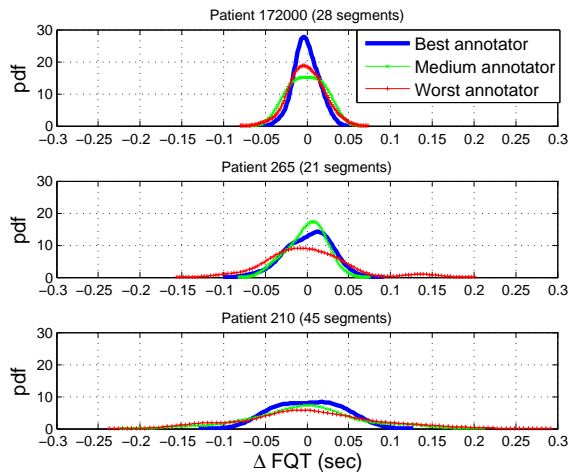 Patient 172000 (28 segments)
30
20
10
0
pdf
Best annotator
Medium annotator
Worst annotator
−0.3 −0.25 −0.2 −0.15 −0.1 −0.05 0 0.05 0.1 0.15 0.2 0.25 0.3
Patient 265 (21 segments)
30
20
10
0
pdf
−0.3 −0.25 −0.2 −0.15 −0.1 −0.05 0 0.05 0.1 0.15 0.2 0.25 0.3
Patient 210 (45 segments)
30
20
10
0
pdf
−0.3 −0.25 −0.2 −0.15 −0.1 −0.05 0 0.05 0.1 0.15 0.2 0.25 0.3
Δ FQT (sec)